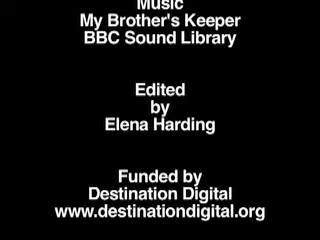 Music
My Brother's Keeper
BBC Sound Library
Edited
by
Elena Harding
Funded by
Destination Digital
www.destinationdigital.org